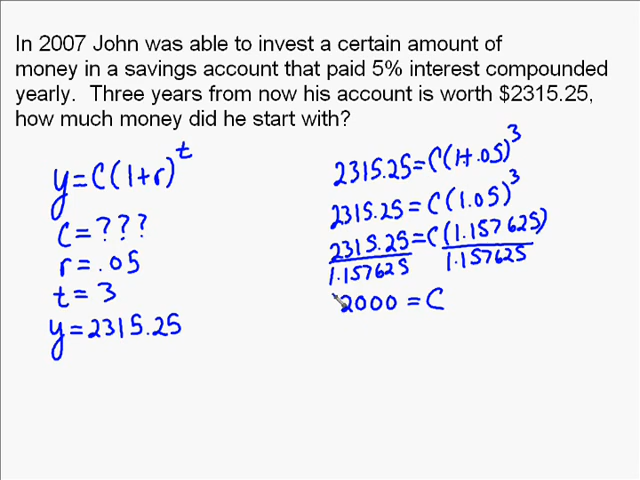 In 2007 John was able to invest a certain amount of
money in a savings account that paid 5% interest compounded
yearly.  Three years from now his account is worth $2315.25,
how much money did he start with?
y=C(1+r)^t
C=???
r=.05
t=3
y=2315.25
2315.25=C(1+.05)^3
2315.25=C(1.05)^3
2315.25=C(1.157625)
1.157625 1.157625
2000=C